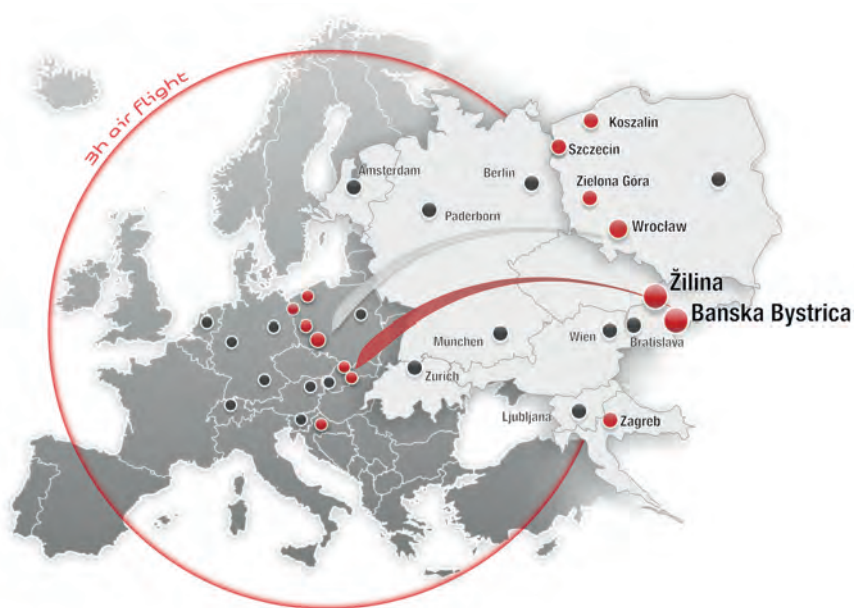 3h air flight
Koszalin
Szczecin
Amsterdam
Berlin
Zielona Góra
Paderborn
Wrocław
Žilina
Banska Bystrica
München
Wien
Bratislava
Zurich
Ljubljana
Zagreb